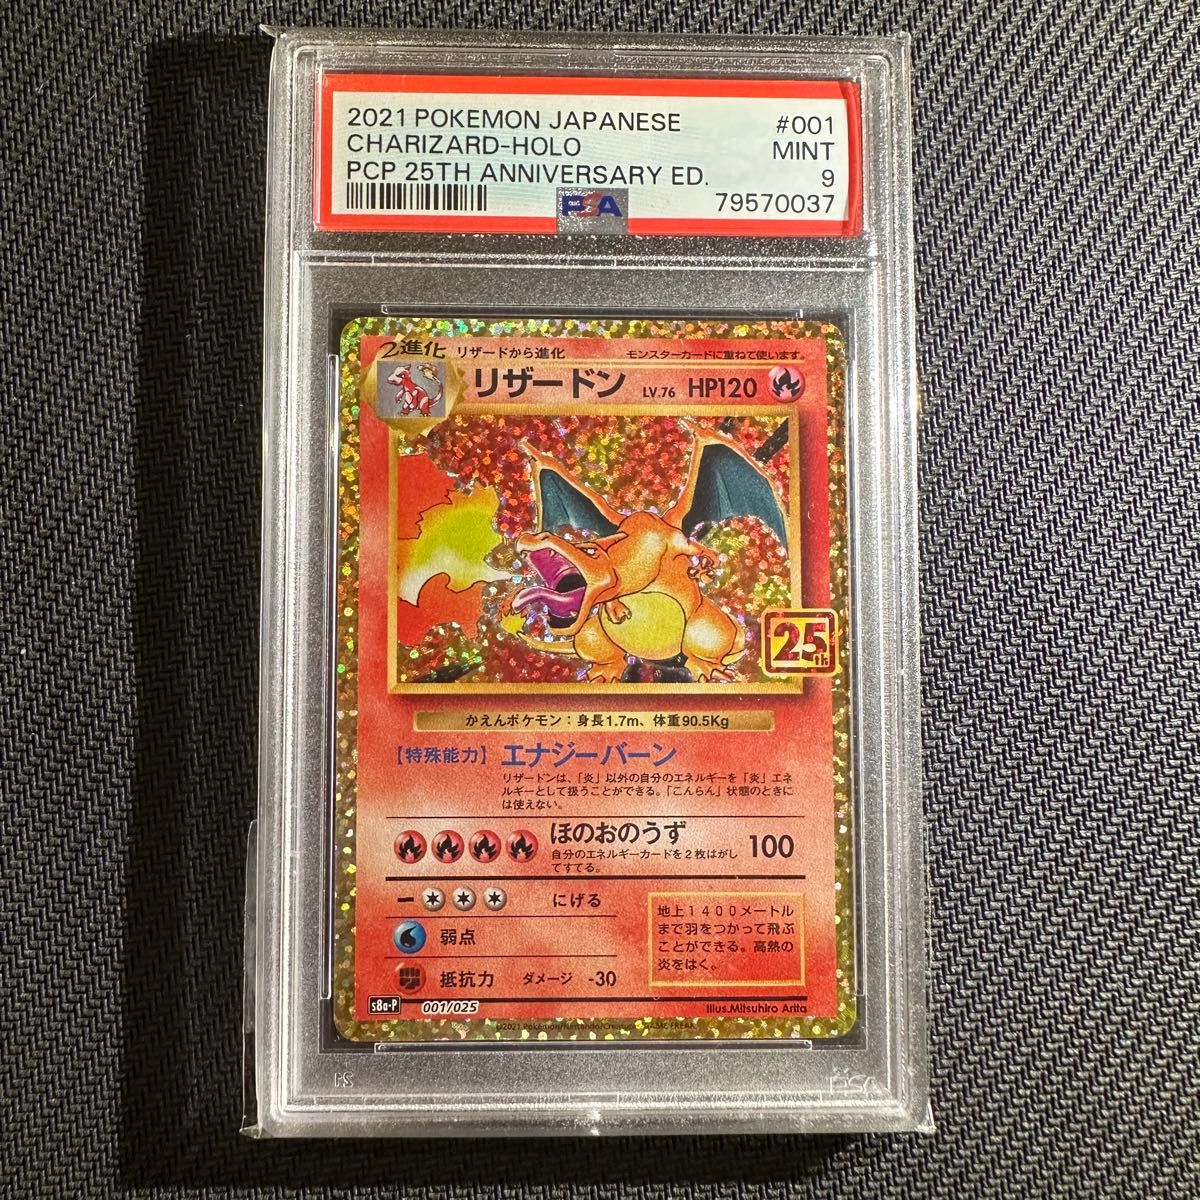 2021 POKEMON JAPANESE #001
CHARIZARD-HOLO MINT
PCP 25TH ANNIVERSARY ED. 9
PSA 79570037
2進化 リザードから進化 モンスターカードに重ねて使います。
リザードン LV.76 HP120
25th
かえんポケモン：身長1.7m、体重90.5Kg
【特殊能力】エナジーバーン
リザードンは、「炎」以外の自分のエネルギーを「炎」エネ
ルギーとして扱うことができる。「こんらん」状態のときに
は使えない。
ほのおのうず 100
自分のエネルギーカードを2枚はがし
てすてる。
ー にげる
弱点
抵抗力 ダメージ -30
地上1400メートル
まで羽をつかって飛ぶ
ことができる。高熱の
炎をはく。
s8a-P 001/025 Illus.Mitsuhiro Arita
©2021 Pokémon/Nintendo/Creatures/GAME FREAK